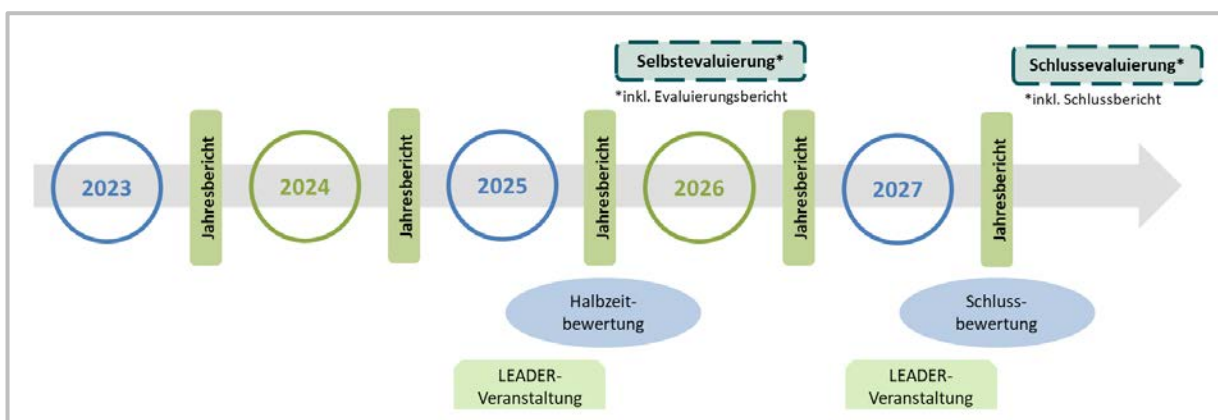 Selbstevaluierung*
*inkl. Evaluierungsbericht
Schlussevaluierung*
*inkl. Schlussbericht
2023
Jahresbericht
2024
Jahresbericht
2025
Jahresbericht
2026
Jahresbericht
2027
Jahresbericht
Halbzeit-
bewertung
Schluss-
bewertung
LEADER-
Veranstaltung
LEADER-
Veranstaltung